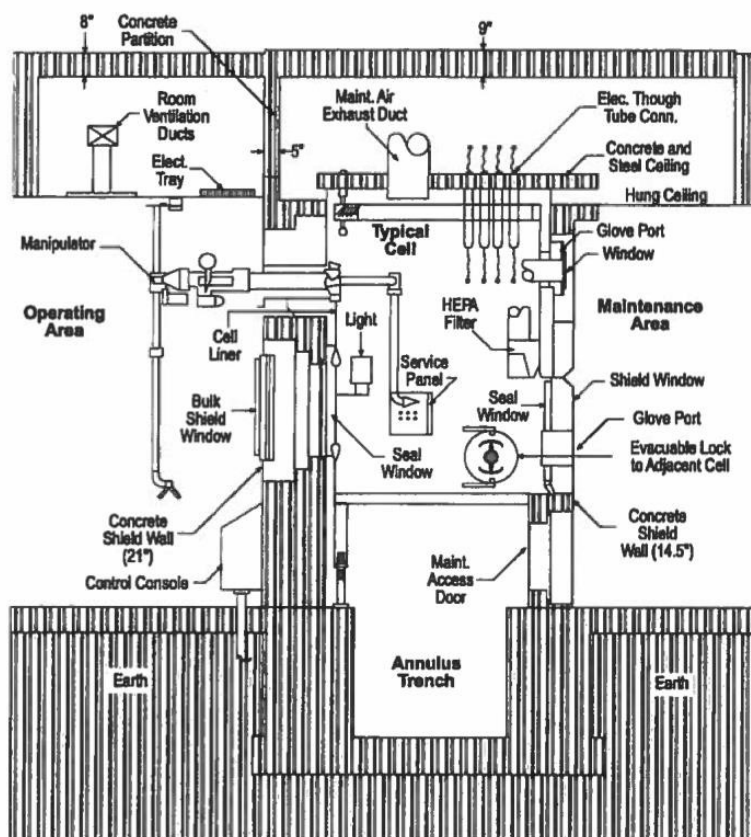 8"
Concrete
Partition
9"
Room
Ventilation
Ducts
Maint. Air
Exhaust Duct
Elec. Though
Tube Conn.
Elect.
Tray
5"
Concrete and
Steel Ceiling
Hung Ceiling
Typical
Cell
Glove Port
Manipulator
Window
Operating
Area
HEPA
Filter
Maintenance
Area
Cell
Liner
Light
Service
Panel
Shield Window
Bulk
Shield
Window
Seal
Window
Seal
Window
Glove Port
Evacuable Lock
to Adjacent Cell
Concrete
Shield Wall
(21")
Concrete
Shield
Wall (14.5")
Control Console
Maint.
Access
Door
Annulus
Trench
Earth
Earth